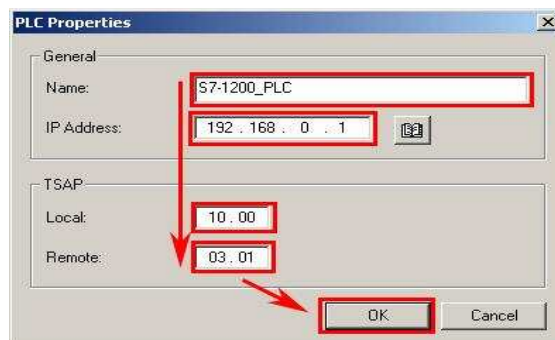 PLC Properties
General
Name: S7-1200_PLC
IP Address: 192 . 168 . 0 . 1
TSAP
Local: 10 . 00
Remote: 03 . 01
OK Cancel